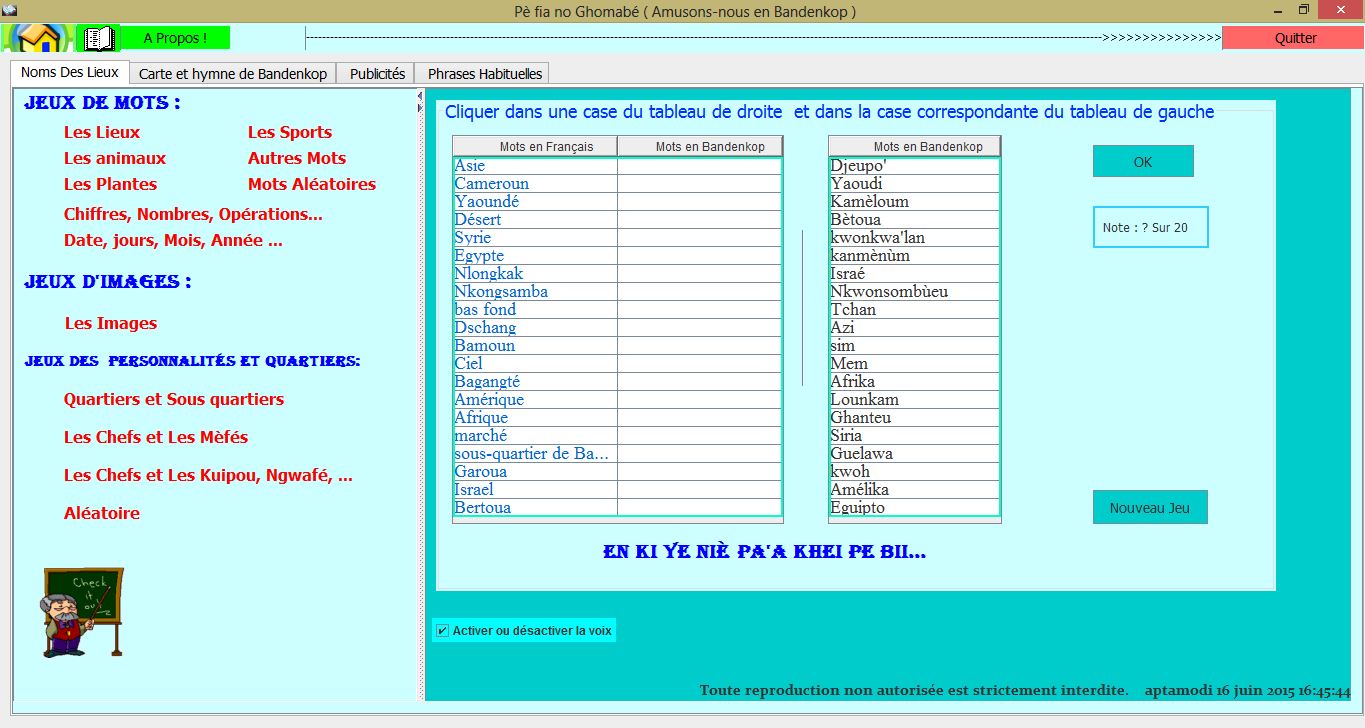 Pè fia no Ghomabé ( Amusons-nous en Bandenkop )
A Propos !
>>>>>>>>>>>>>>>
Quitter
Noms Des Lieux
Carte et hymne de Bandenkop
Publicités
Phrases Habituelles
JEUX DE MOTS :
Les Lieux Les Sports
Les animaux Autres Mots
Les Plantes Mots Aléatoires
Chiffres, Nombres, Opérations...
Date, jours, Mois, Année ...
JEUX D'IMAGES :
Les Images
JEUX DES PERSONNALITÉS ET QUARTIERS:
Quartiers et Sous quartiers
Les Chefs et Les Mèfés
Les Chefs et Les Kuipou, Ngwafé, ...
Aléatoire
Check it out
Cliquer dans une case du tableau de droite et dans la case correspondante du tableau de gauche
Mots en Français Mots en Bandenkop Mots en Bandenkop
Asie Djeupo'
Cameroun Yaoudi
Yaoundé Kamèloum
Désert Bètoua
Syrie kwonkwa'lan
Egypte kanmènùm
Nlongkak Israé
Nkongsamba Nkwonsombùeu
bas fond Tchan
Dschang Azi
Bamoun sim
Ciel Mem
Bagangté Afrika
Amérique Lounkam
Afrique Ghanteu
marché Siria
sous-quartier de Ba... Guelawa
Garoua kwoh
Israel Amélika
Bertoua Eguipto
OK
Note : ? Sur 20
Nouveau Jeu
EN KI YE NIÈ PA'A KHEI PE BII...
Activer ou désactiver la voix
Toute reproduction non autorisée est strictement interdite. aptamodi 16 juin 2015 16:45:44